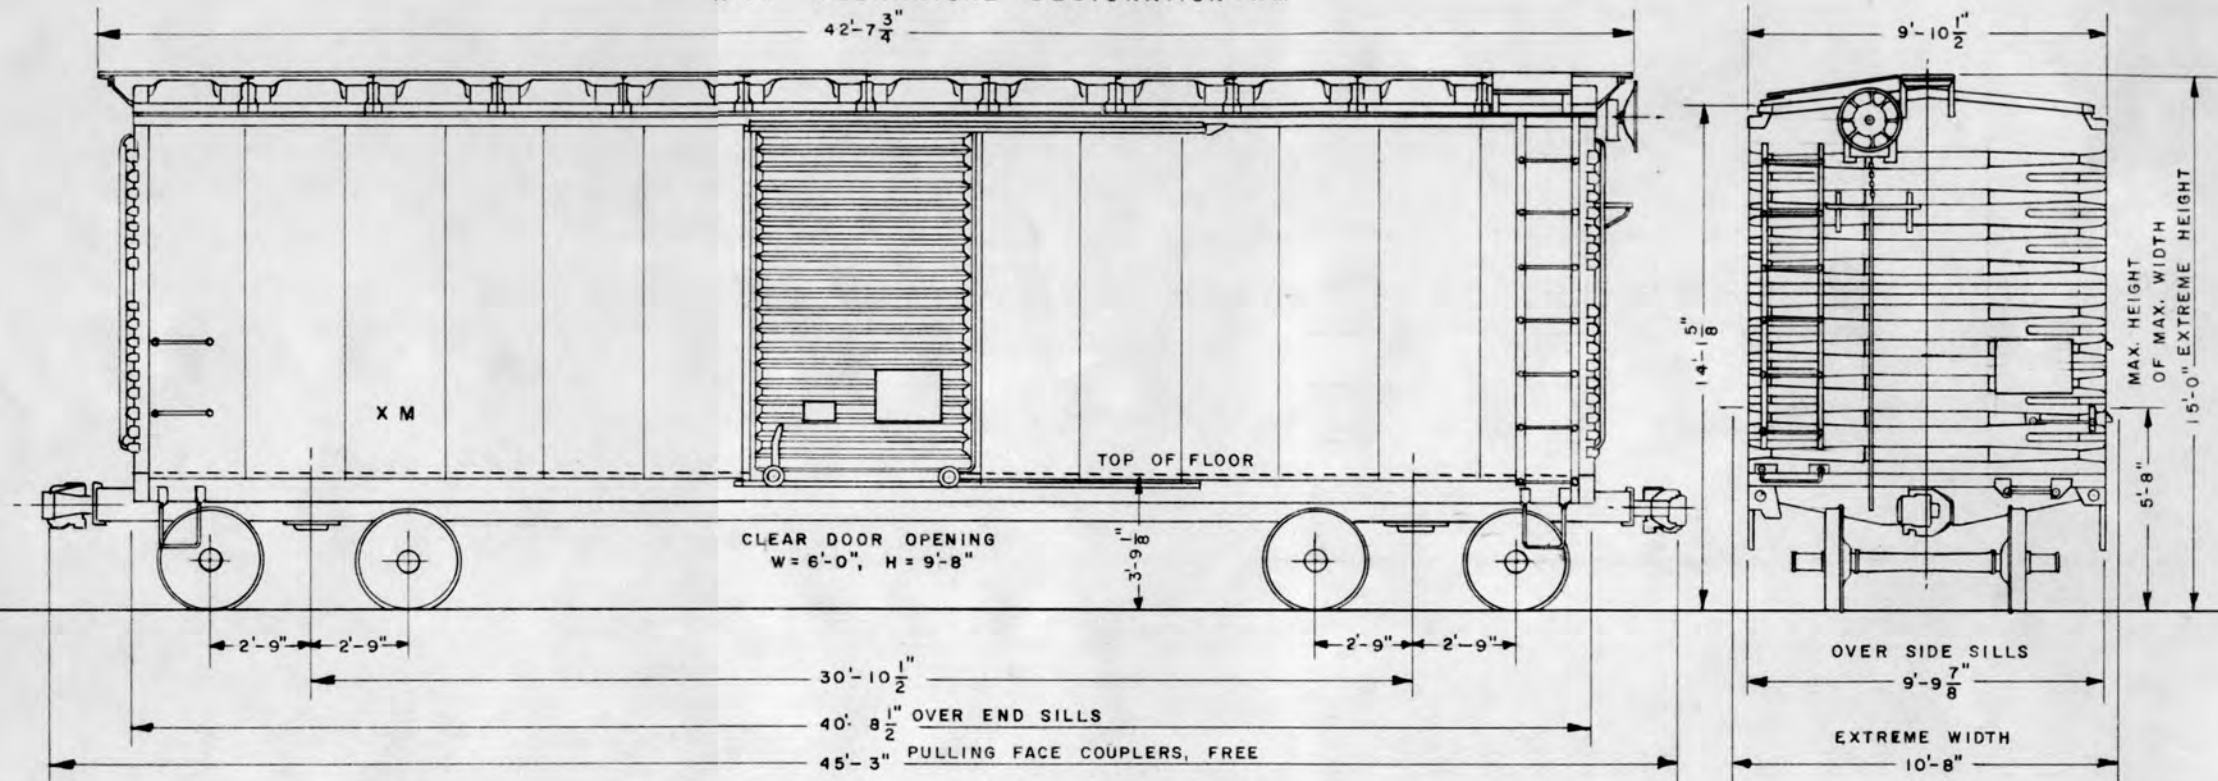 42'-7 3/4"
9'-10 1/2"
XM
TOP OF FLOOR
CLEAR DOOR OPENING
W=6'-0", H=9'-8"
3'-9 1/8"
14'-1 5/8"
MAX. HEIGHT
OF MAX. WIDTH
15'-0" EXTREME HEIGHT
5'-8"
2'-9" 2'-9"
2'-9" 2'-9"
30'-10 1/2"
40'-8 1/2" OVER END SILLS
45'-3" PULLING FACE COUPLERS, FREE
OVER SIDE SILLS
9'-9 7/8"
EXTREME WIDTH
10'-8"